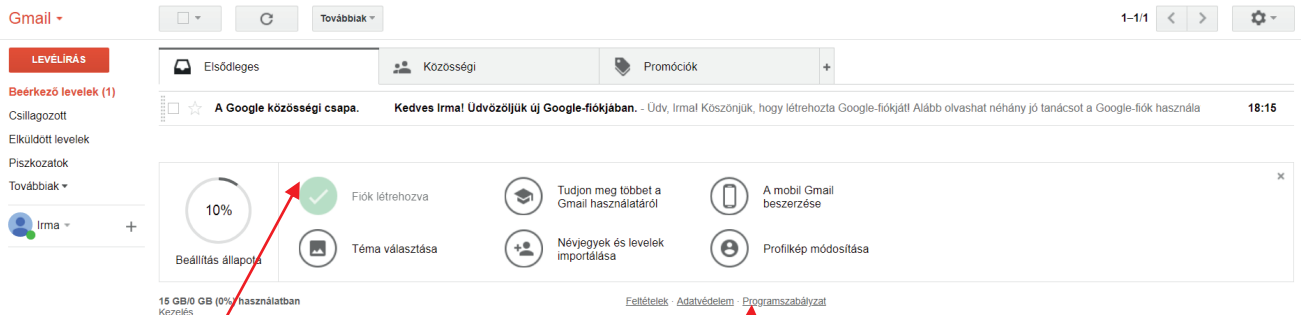 Gmail
Továbbiak
1–1/1
LEVÉLÍRÁS
Elsődleges
Közösségi
Promóciók
+
Beérkező levelek (1)
Csillagozott
Elküldött levelek
Piszkozatok
Továbbiak
Irma
+
A Google közösségi csapa. Kedves Irma! Üdvözöljük új Google-fiókjában. - Üdv, Irma! Köszönjük, hogy létrehozta Google-fiókját! Alább olvashat néhány jó tanácsot a Google-fiók használa 18:15
10%
Beállítás állapota
Fiók létrehozva
Tudjon meg többet a
Gmail használatáról
A mobil Gmail
beszerzése
Téma választása
Névjegyek és levelek
importálása
Profilkép módosítása
15 GB/0 GB (0%) használatban
Kezelés
Feltételek - Adatvédelem - Programszabályzat